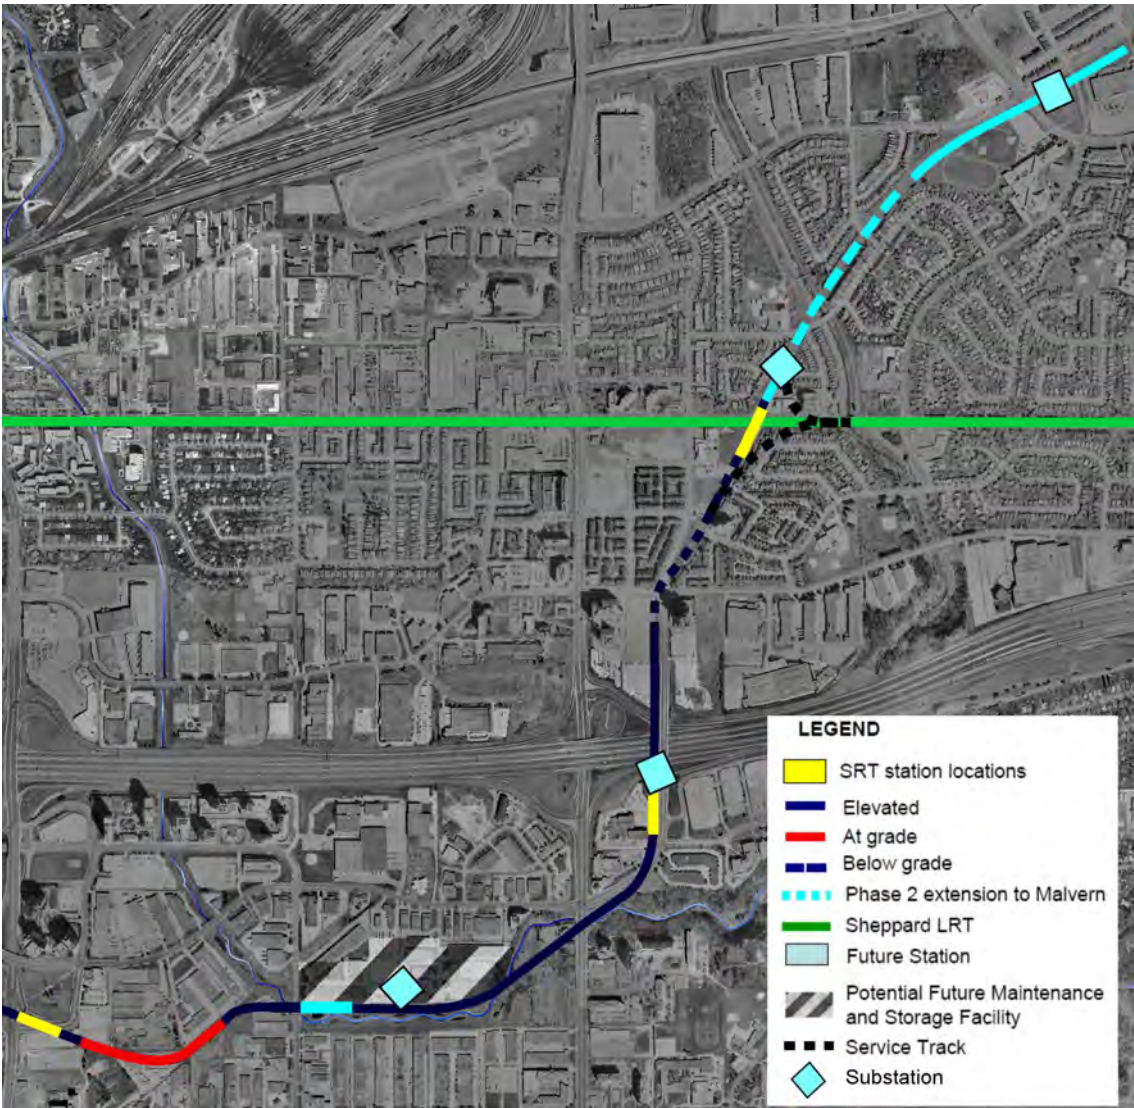 LEGEND
SRT station locations
Elevated
At grade
Below grade
Phase 2 extension to Malvern
Sheppard LRT
Future Station
Potential Future Maintenance
and Storage Facility
Service Track
Substation